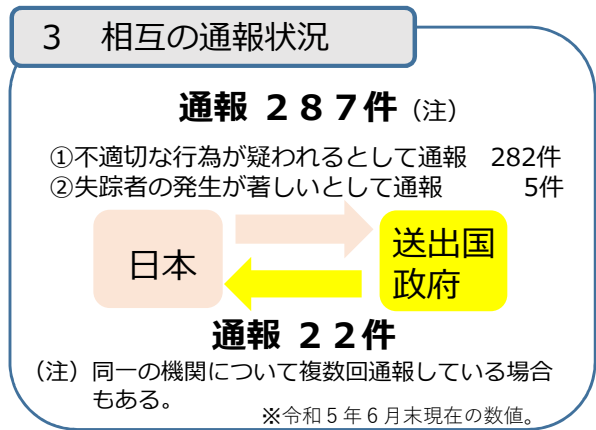 3　相互の通報状況
通報 ２８７件（注）
①不適切な行為が疑われるとして通報　282件
②失踪者の発生が著しいとして通報　5件
日本
送出国
政府
通報 ２２件
（注）同一の機関について複数回通報している場合
もある。
※令和５年６月末現在の数値。